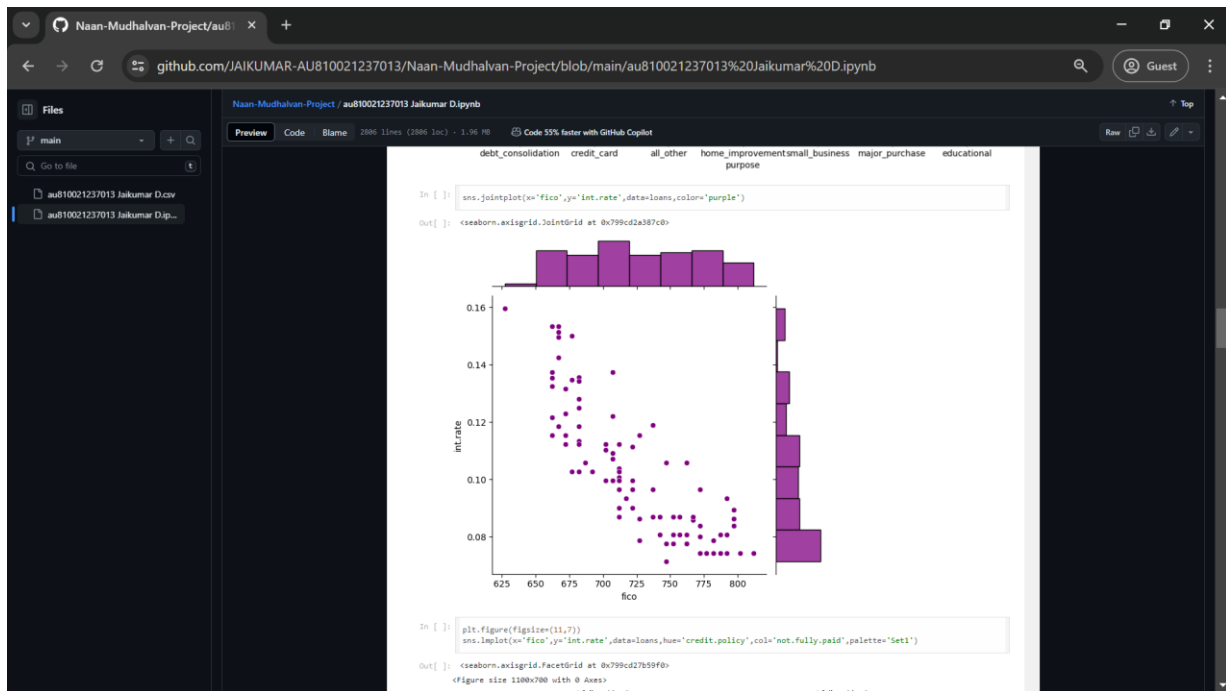 Naan-Mudhalvan-Project/au81
github.com/JAIKUMAR-AU810021237013/Naan-Mudhalvan-Project/blob/main/au810021237013%20Jaikumar%20D.ipynb
Guest
Files
main
Go to file
t
au810021237013 Jaikumar D.csv
au810021237013 Jaikumar D.ip...
Naan-Mudhalvan-Project / au810021237013 Jaikumar D.ipynb
Top
Preview Code Blame 2806 lines (2806 loc) · 1.96 MB Code 55% faster with GitHub Copilot
Raw
debt_consolidation credit_card all_other home_improvementsmall_business major_purchase educational
purpose
In [ ]: sns.jointplot(x='fico',y='int.rate',data=loans,color='purple')
Out[ ]: <seaborn.axisgrid.JointGrid at 0x799cd2a387c0>
0.16
0.14
0.12
0.10
0.08
int.rate
625 650 675 700 725 750 775 800
fico
In [ ]: plt.figure(figsize=(11,7))
sns.lmplot(x='fico',y='int.rate',data=loans,hue='credit.policy',col='not.fully.paid',palette='Set1')
Out[ ]: <seaborn.axisgrid.FacetGrid at 0x799cd27b59f0>
<Figure size 1100x700 with 0 Axes>